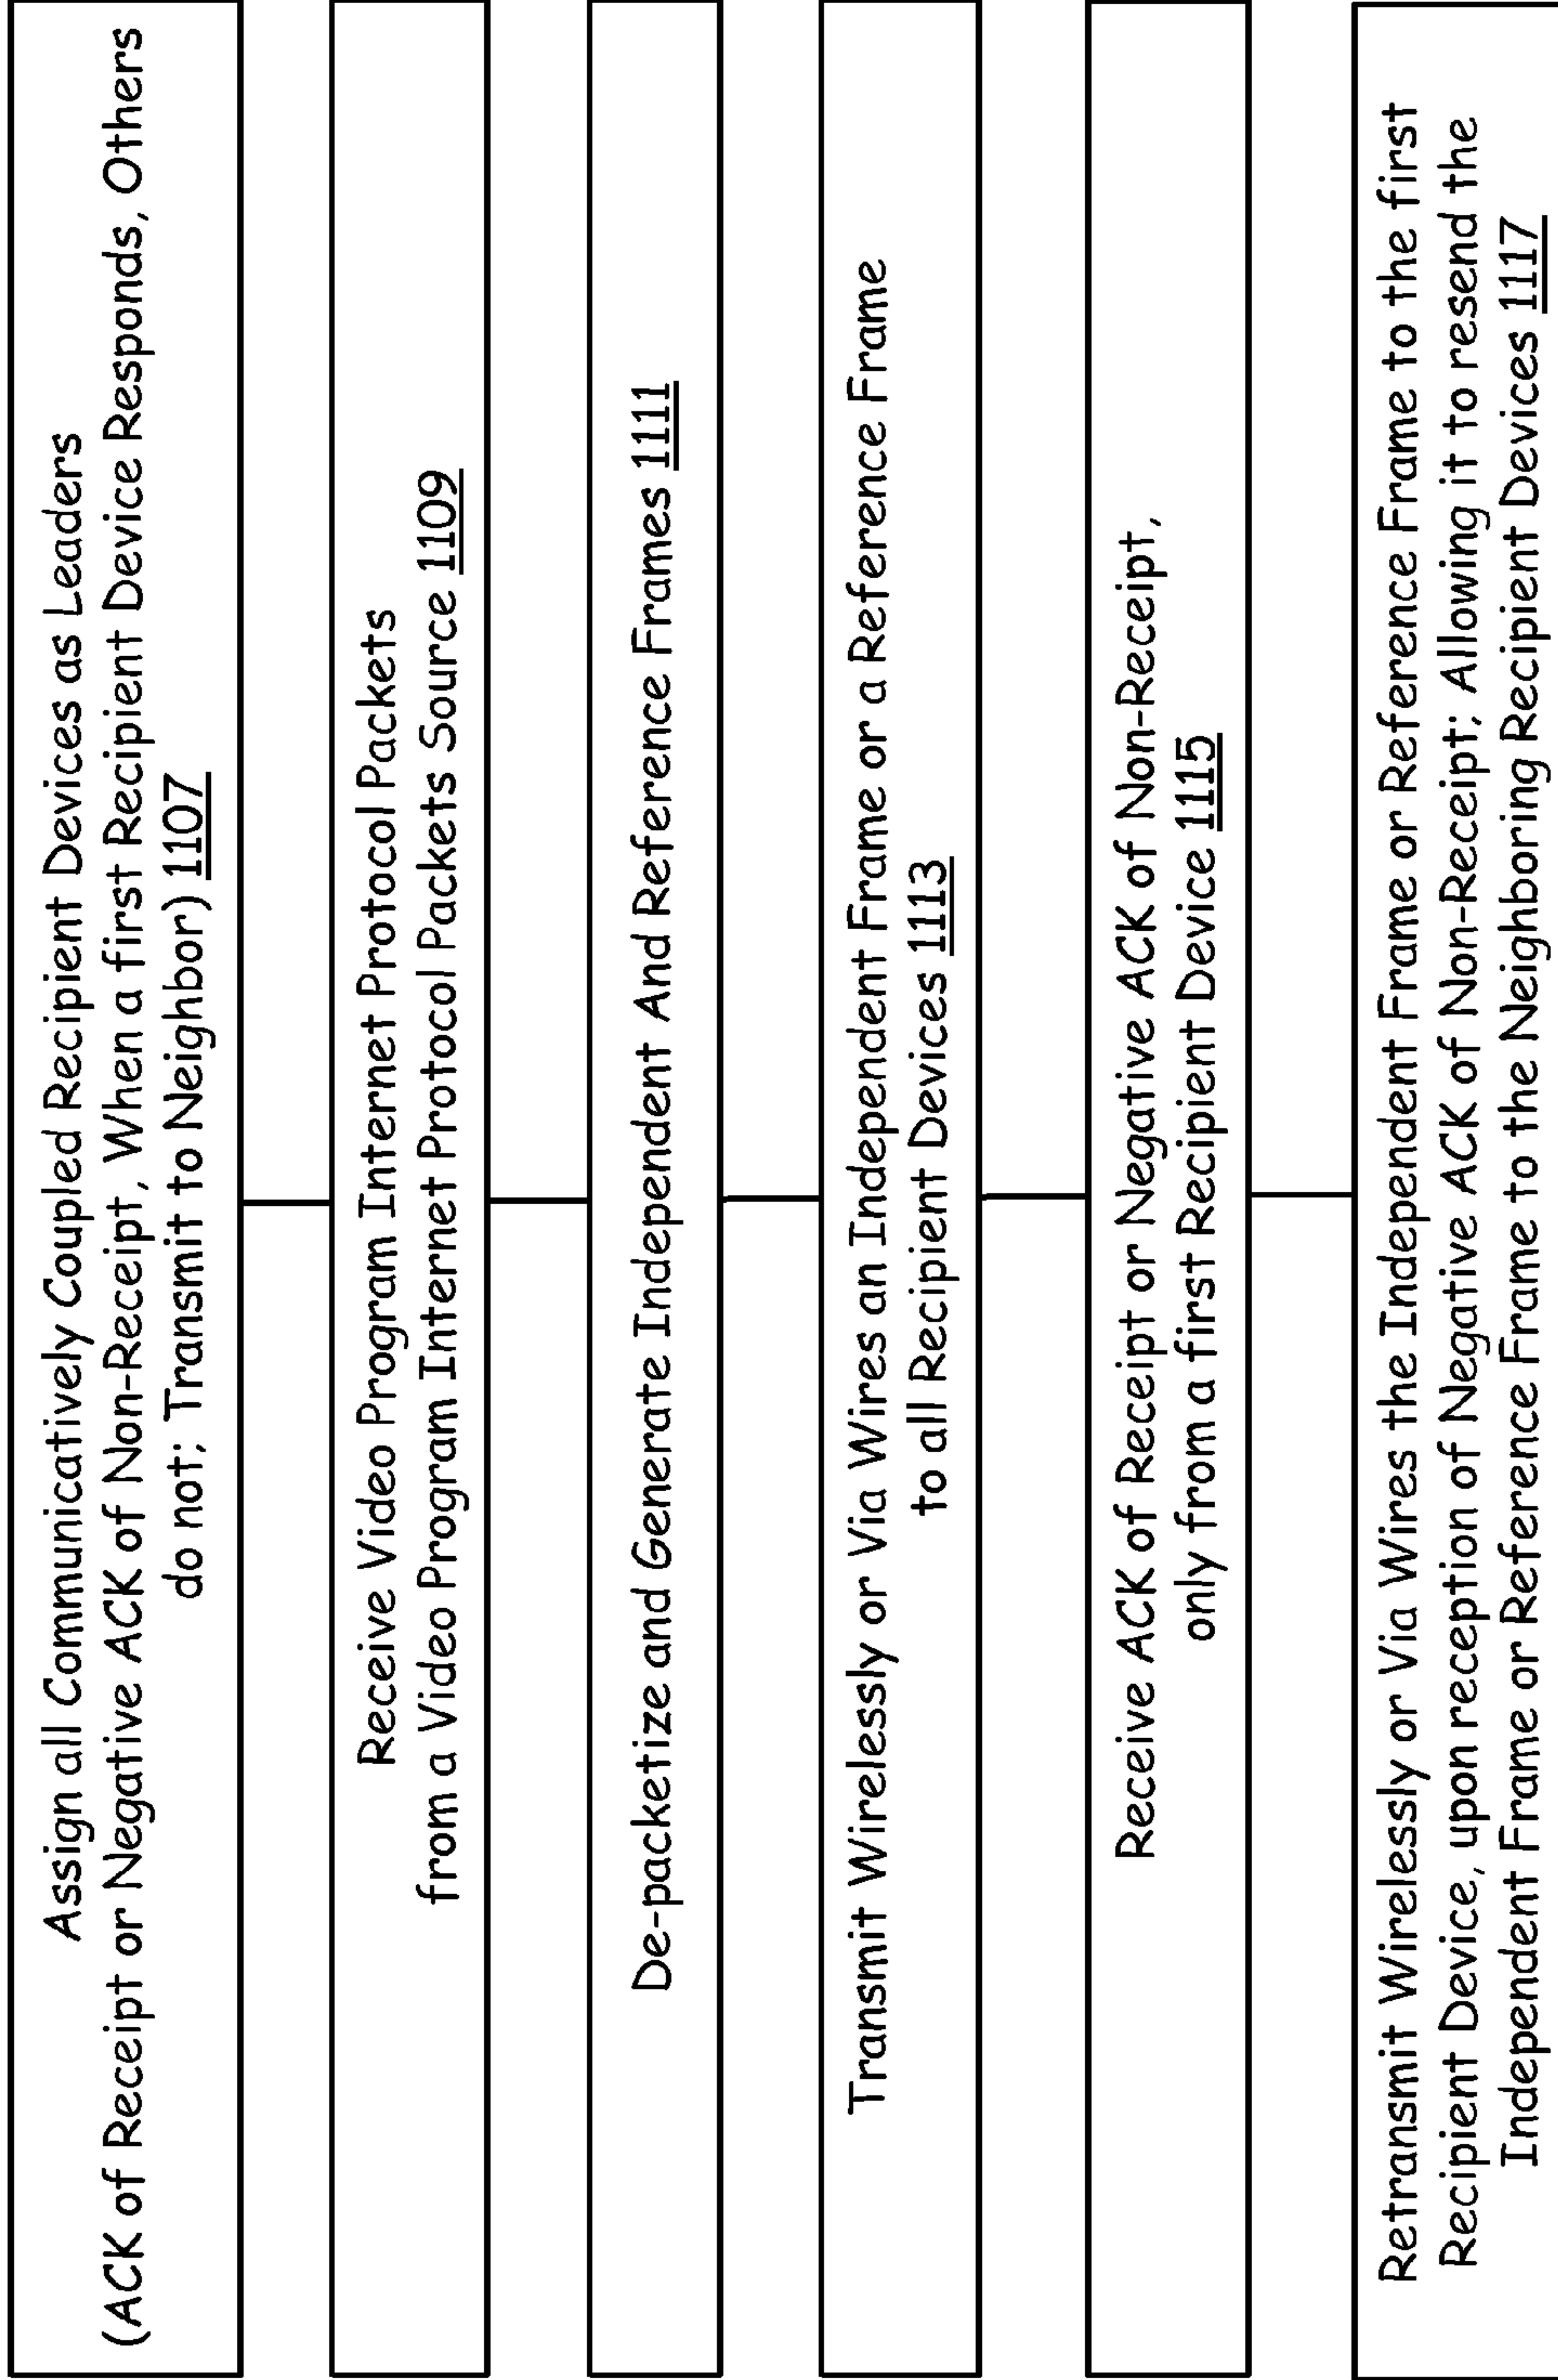 Assign all Communicatively Coupled Recipient Devices as Leaders
(ACK of Receipt or Negative ACK of Non-Receipt, When a first Recipient Device Responds, Others
do not; Transmit to Neighbor) 1107
Receive Video Program Internet Protocol Packets
from a Video Program Internet Protocol Packets Source 1109
De-packetize and Generate Independent And Reference Frames 1111
Transmit Wirelessly or Via Wires an Independent Frame or a Reference Frame
to all Recipient Devices 1113
Receive ACK of Receipt or Negative ACK of Non-Receipt,
only from a first Recipient Device 1115
Retransmit Wirelessly or Via Wires the Independent Frame or Reference Frame to the first
Recipient Device, upon reception of Negative ACK of Non-Receipt; Allowing it to resend the
Independent Frame or Reference Frame to the Neighboring Recipient Devices 1117